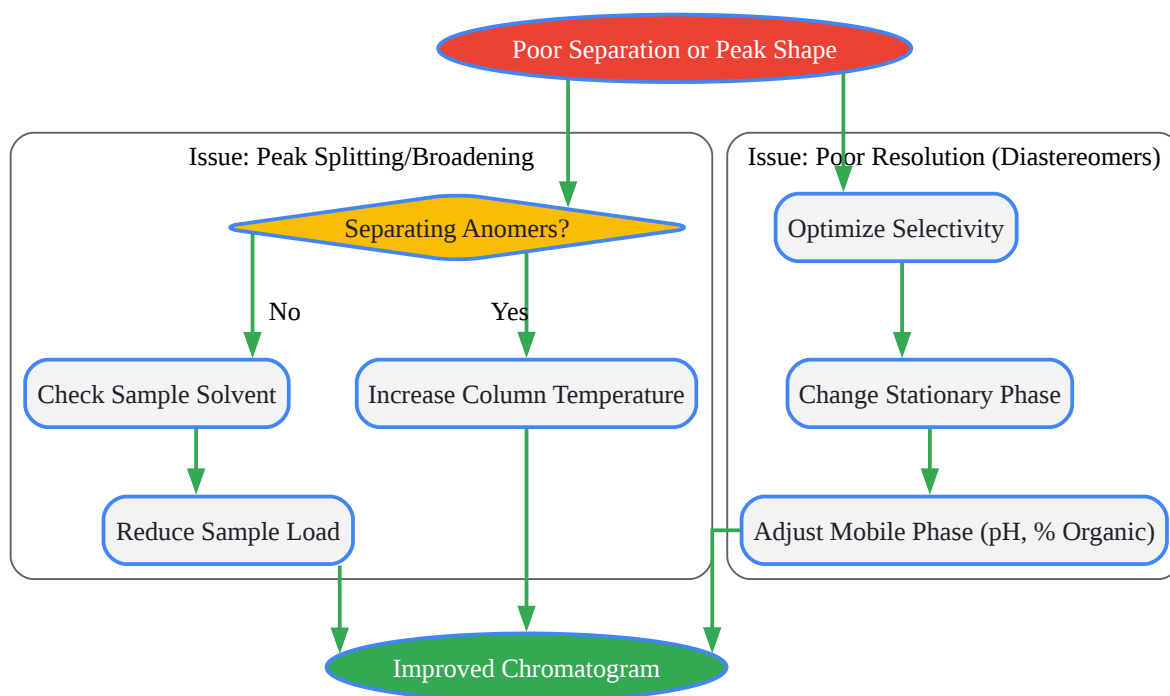 Poor Separation or Peak Shape
Issue: Peak Splitting/Broadening
Issue: Poor Resolution (Diastereomers)
Separating Anomers?
Optimize Selectivity
No
Yes
Check Sample Solvent
Increase Column Temperature
Change Stationary Phase
Reduce Sample Load
Adjust Mobile Phase (pH, % Organic)
Improved Chromatogram